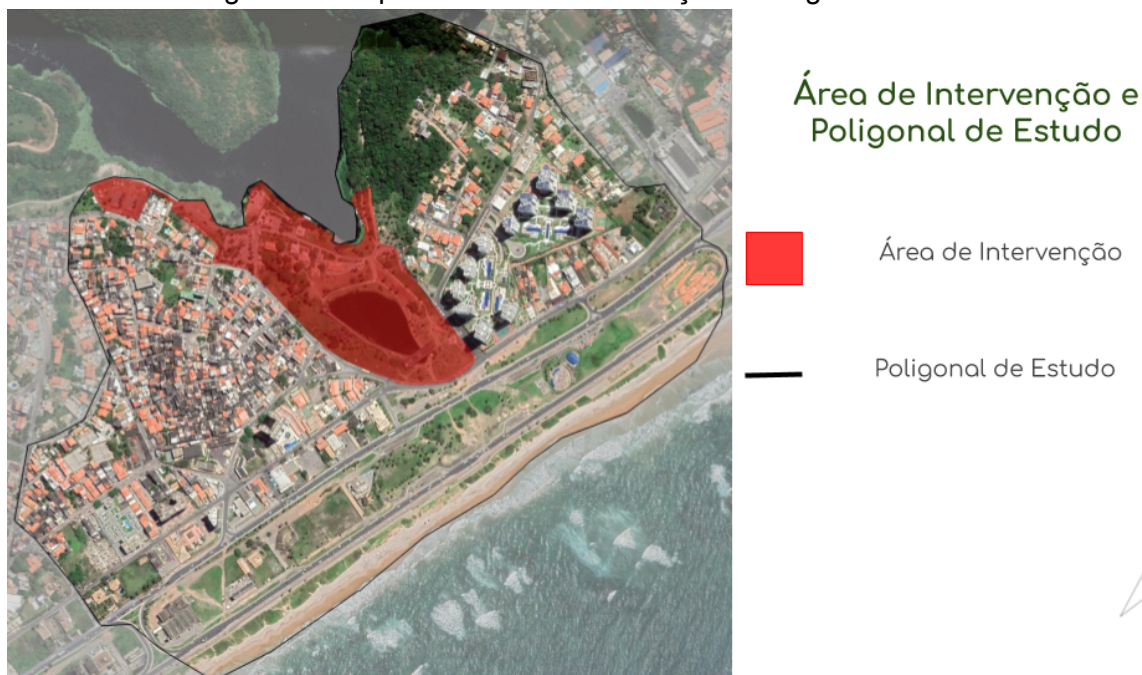 Área de Intervenção e
Poligonal de Estudo
Área de Intervenção
Poligonal de Estudo